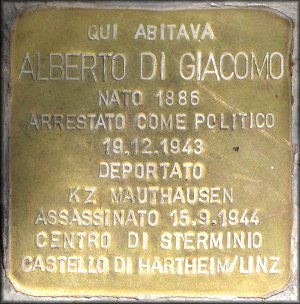 QUI ABITAVA
ALBERTO DI GIACOMO
NATO 1886
ARRESTATO COME POLITICO
19.12.1943
DEPORTATO
KZ MAUTHAUSEN
ASSASSINATO 15.9.1944
CENTRO DI STERMINIO
CASTELLO DI HARTHEIM/LINZ